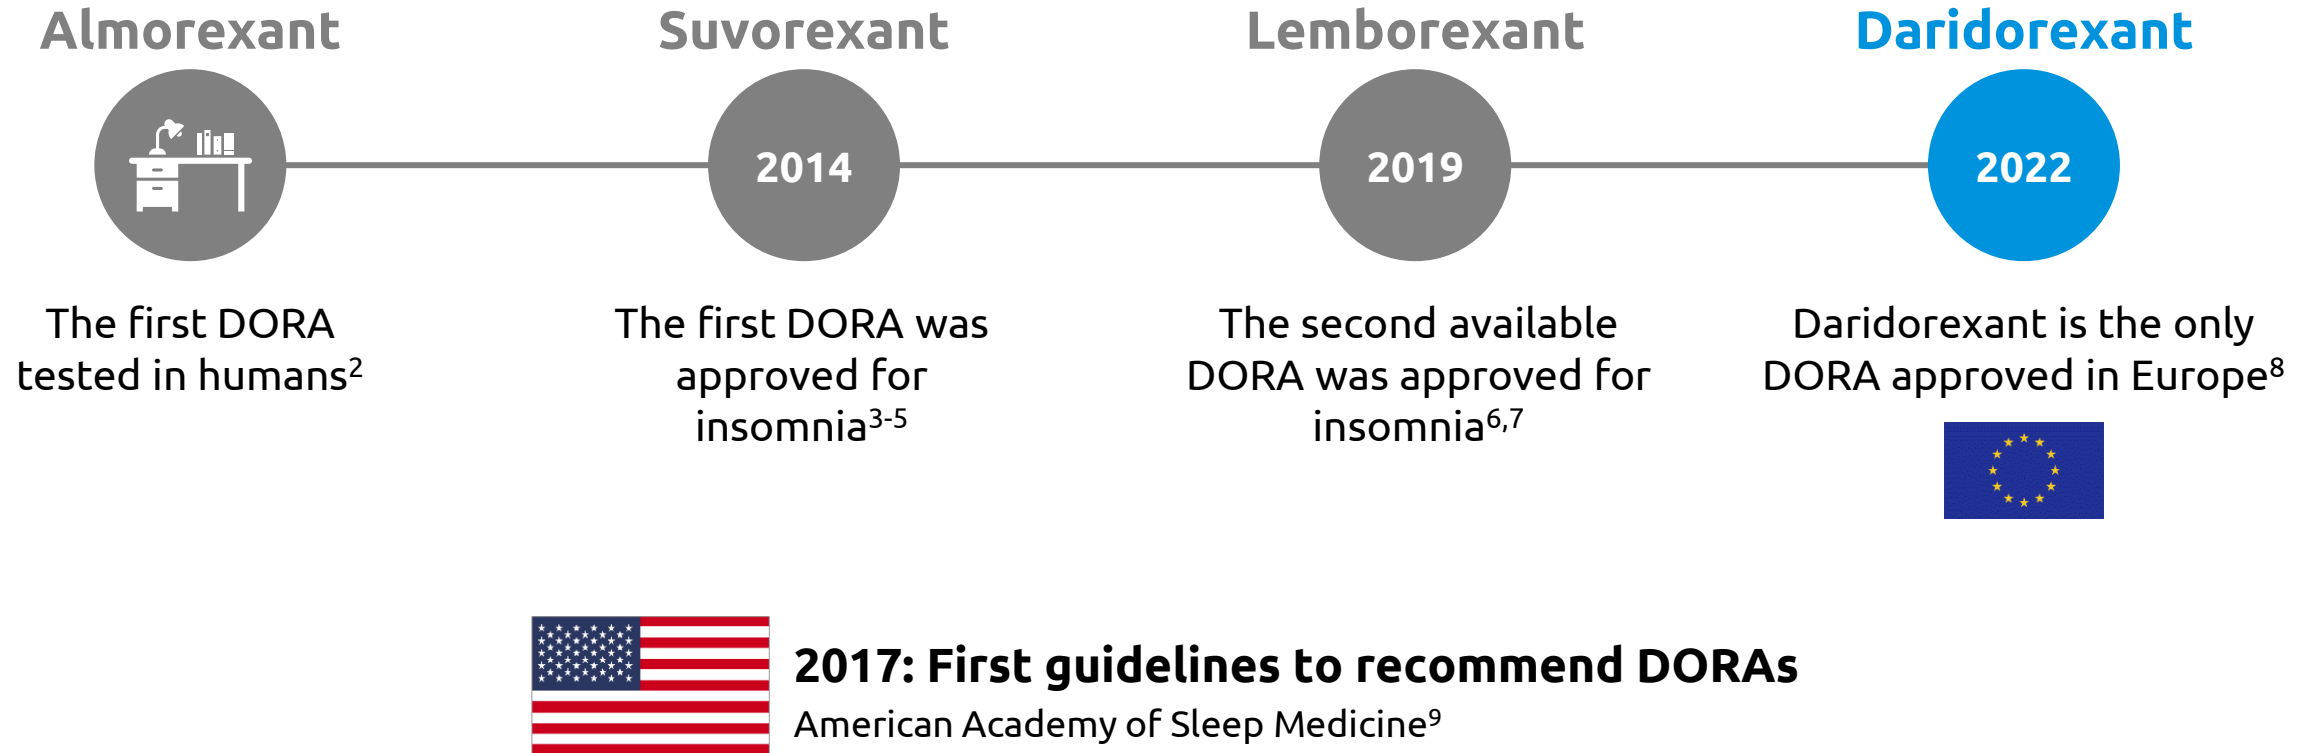 Almorexant
Suvorexant
Lemborexant
Daridorexant
2014
2019
2022
The first DORA
tested in humans²
The first DORA was
approved for
insomnia³⁻⁵
The second available
DORA was approved for
insomnia⁶,⁷
Daridorexant is the only
DORA approved in Europe⁸
2017: First guidelines to recommend DORAs
American Academy of Sleep Medicine⁹